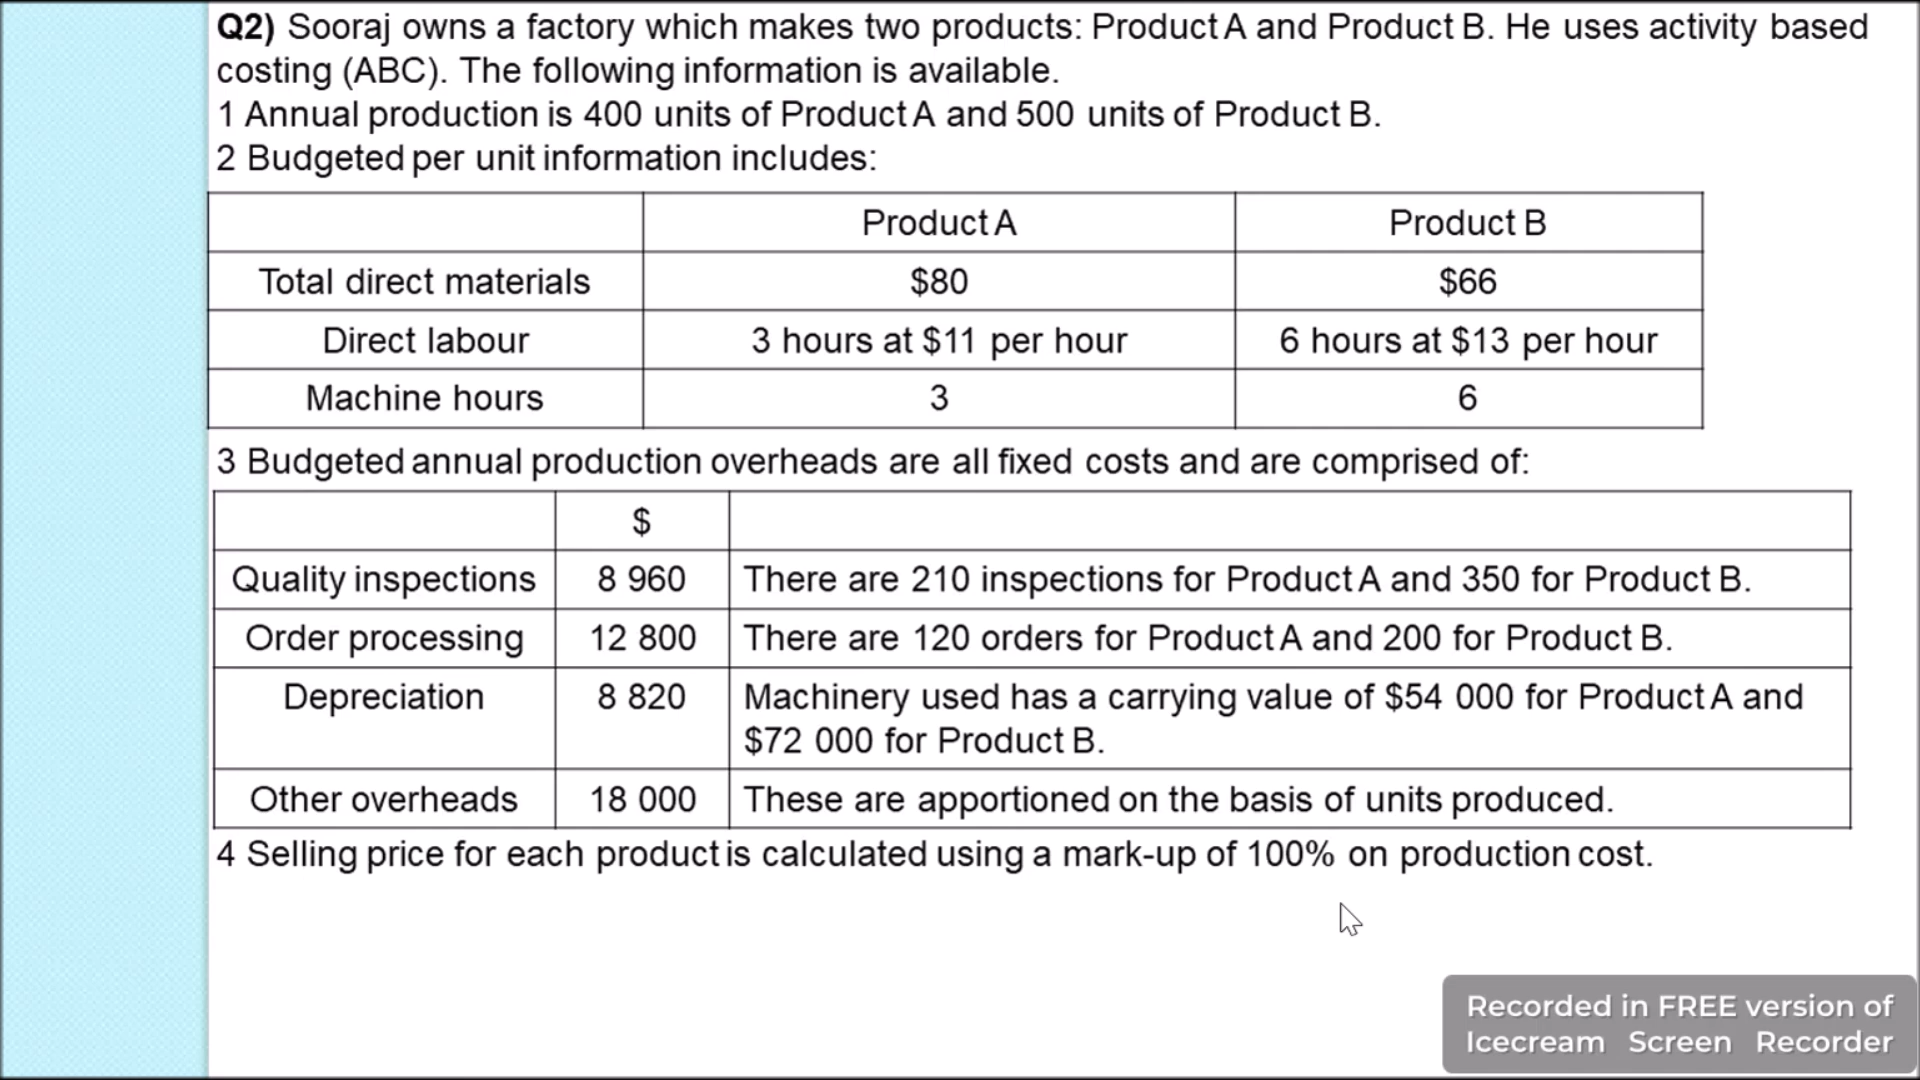 Q2) Sooraj owns a factory which makes two products: Product A and Product B. He uses activity based
costing (ABC). The following information is available.
1 Annual production is 400 units of Product A and 500 units of Product B.
2 Budgeted per unit information includes:
Product A Product B
Total direct materials $80 $66
Direct labour 3 hours at $11 per hour 6 hours at $13 per hour
Machine hours 3 6
3 Budgeted annual production overheads are all fixed costs and are comprised of:
$
Quality inspections 8 960 There are 210 inspections for Product A and 350 for Product B.
Order processing 12 800 There are 120 orders for Product A and 200 for Product B.
Depreciation 8 820 Machinery used has a carrying value of $54 000 for Product A and
$72 000 for Product B.
Other overheads 18 000 These are apportioned on the basis of units produced.
4 Selling price for each product is calculated using a mark-up of 100% on production cost.
Recorded in FREE version of
Icecream Screen Recorder